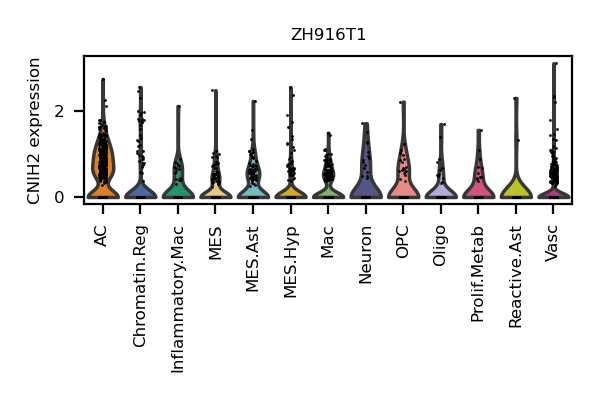 ZH916T1
CNIH2 expression
2
0
AC
Chromatin.Reg
Inflammatory.Mac
MES
MES.Ast
MES.Hyp
Mac
Neuron
OPC
Oligo
Prolif.Metab
Reactive.Ast
Vasc